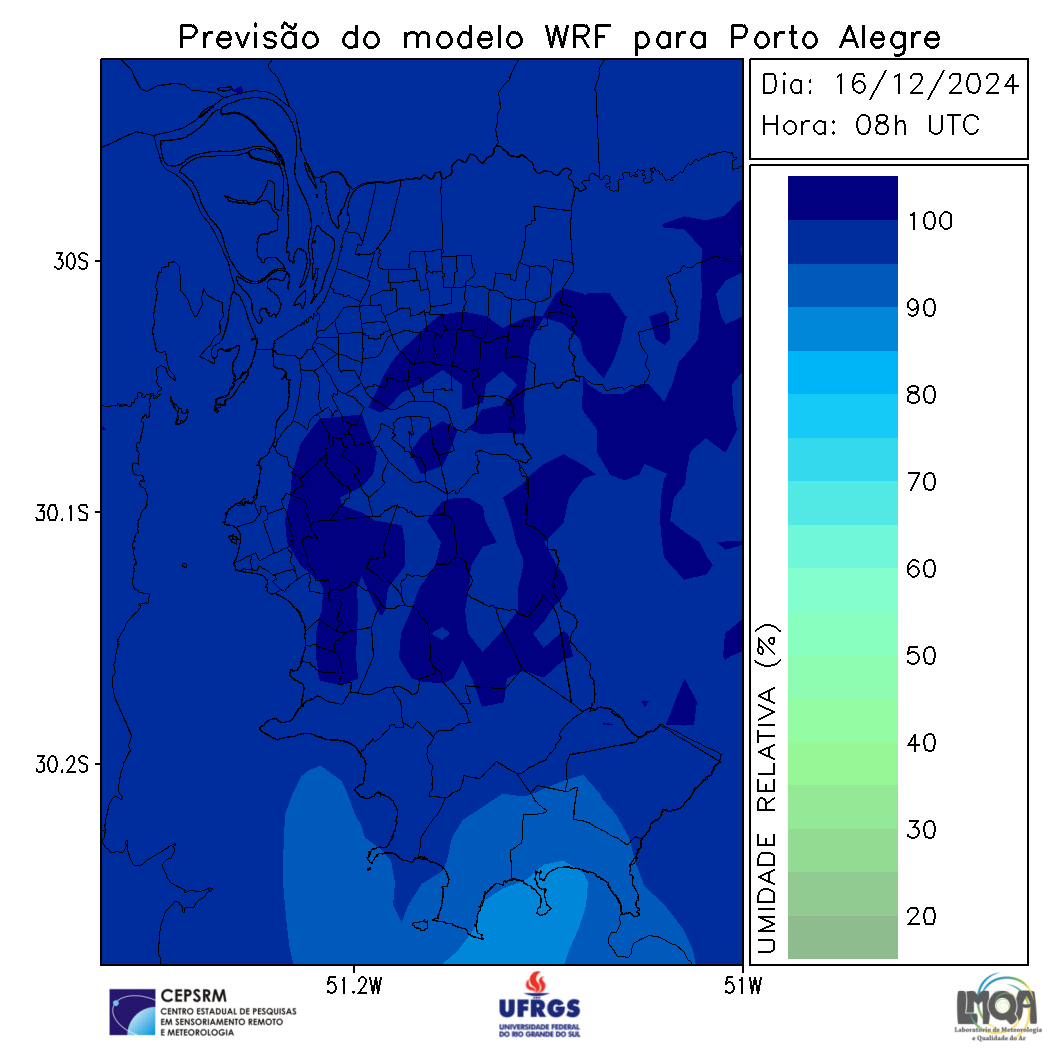 Previsão do modelo WRF para Porto Alegre
Dia: 16/12/2024
Hora: 08h UTC
30S
30.1S
30.2S
51.2W
51W
100
90
80
70
60
50
40
30
20
UMIDADE RELATIVA (%)
CEPSRM
CENTRO ESTADUAL DE PESQUISAS
EM SENSORIAMENTO REMOTO
E METEOROLOGIA
UFRGS
UNIVERSIDADE FEDERAL
DO RIO GRANDE DO SUL
LMQA
Laboratório de Meteorologia
e Qualidade do Ar